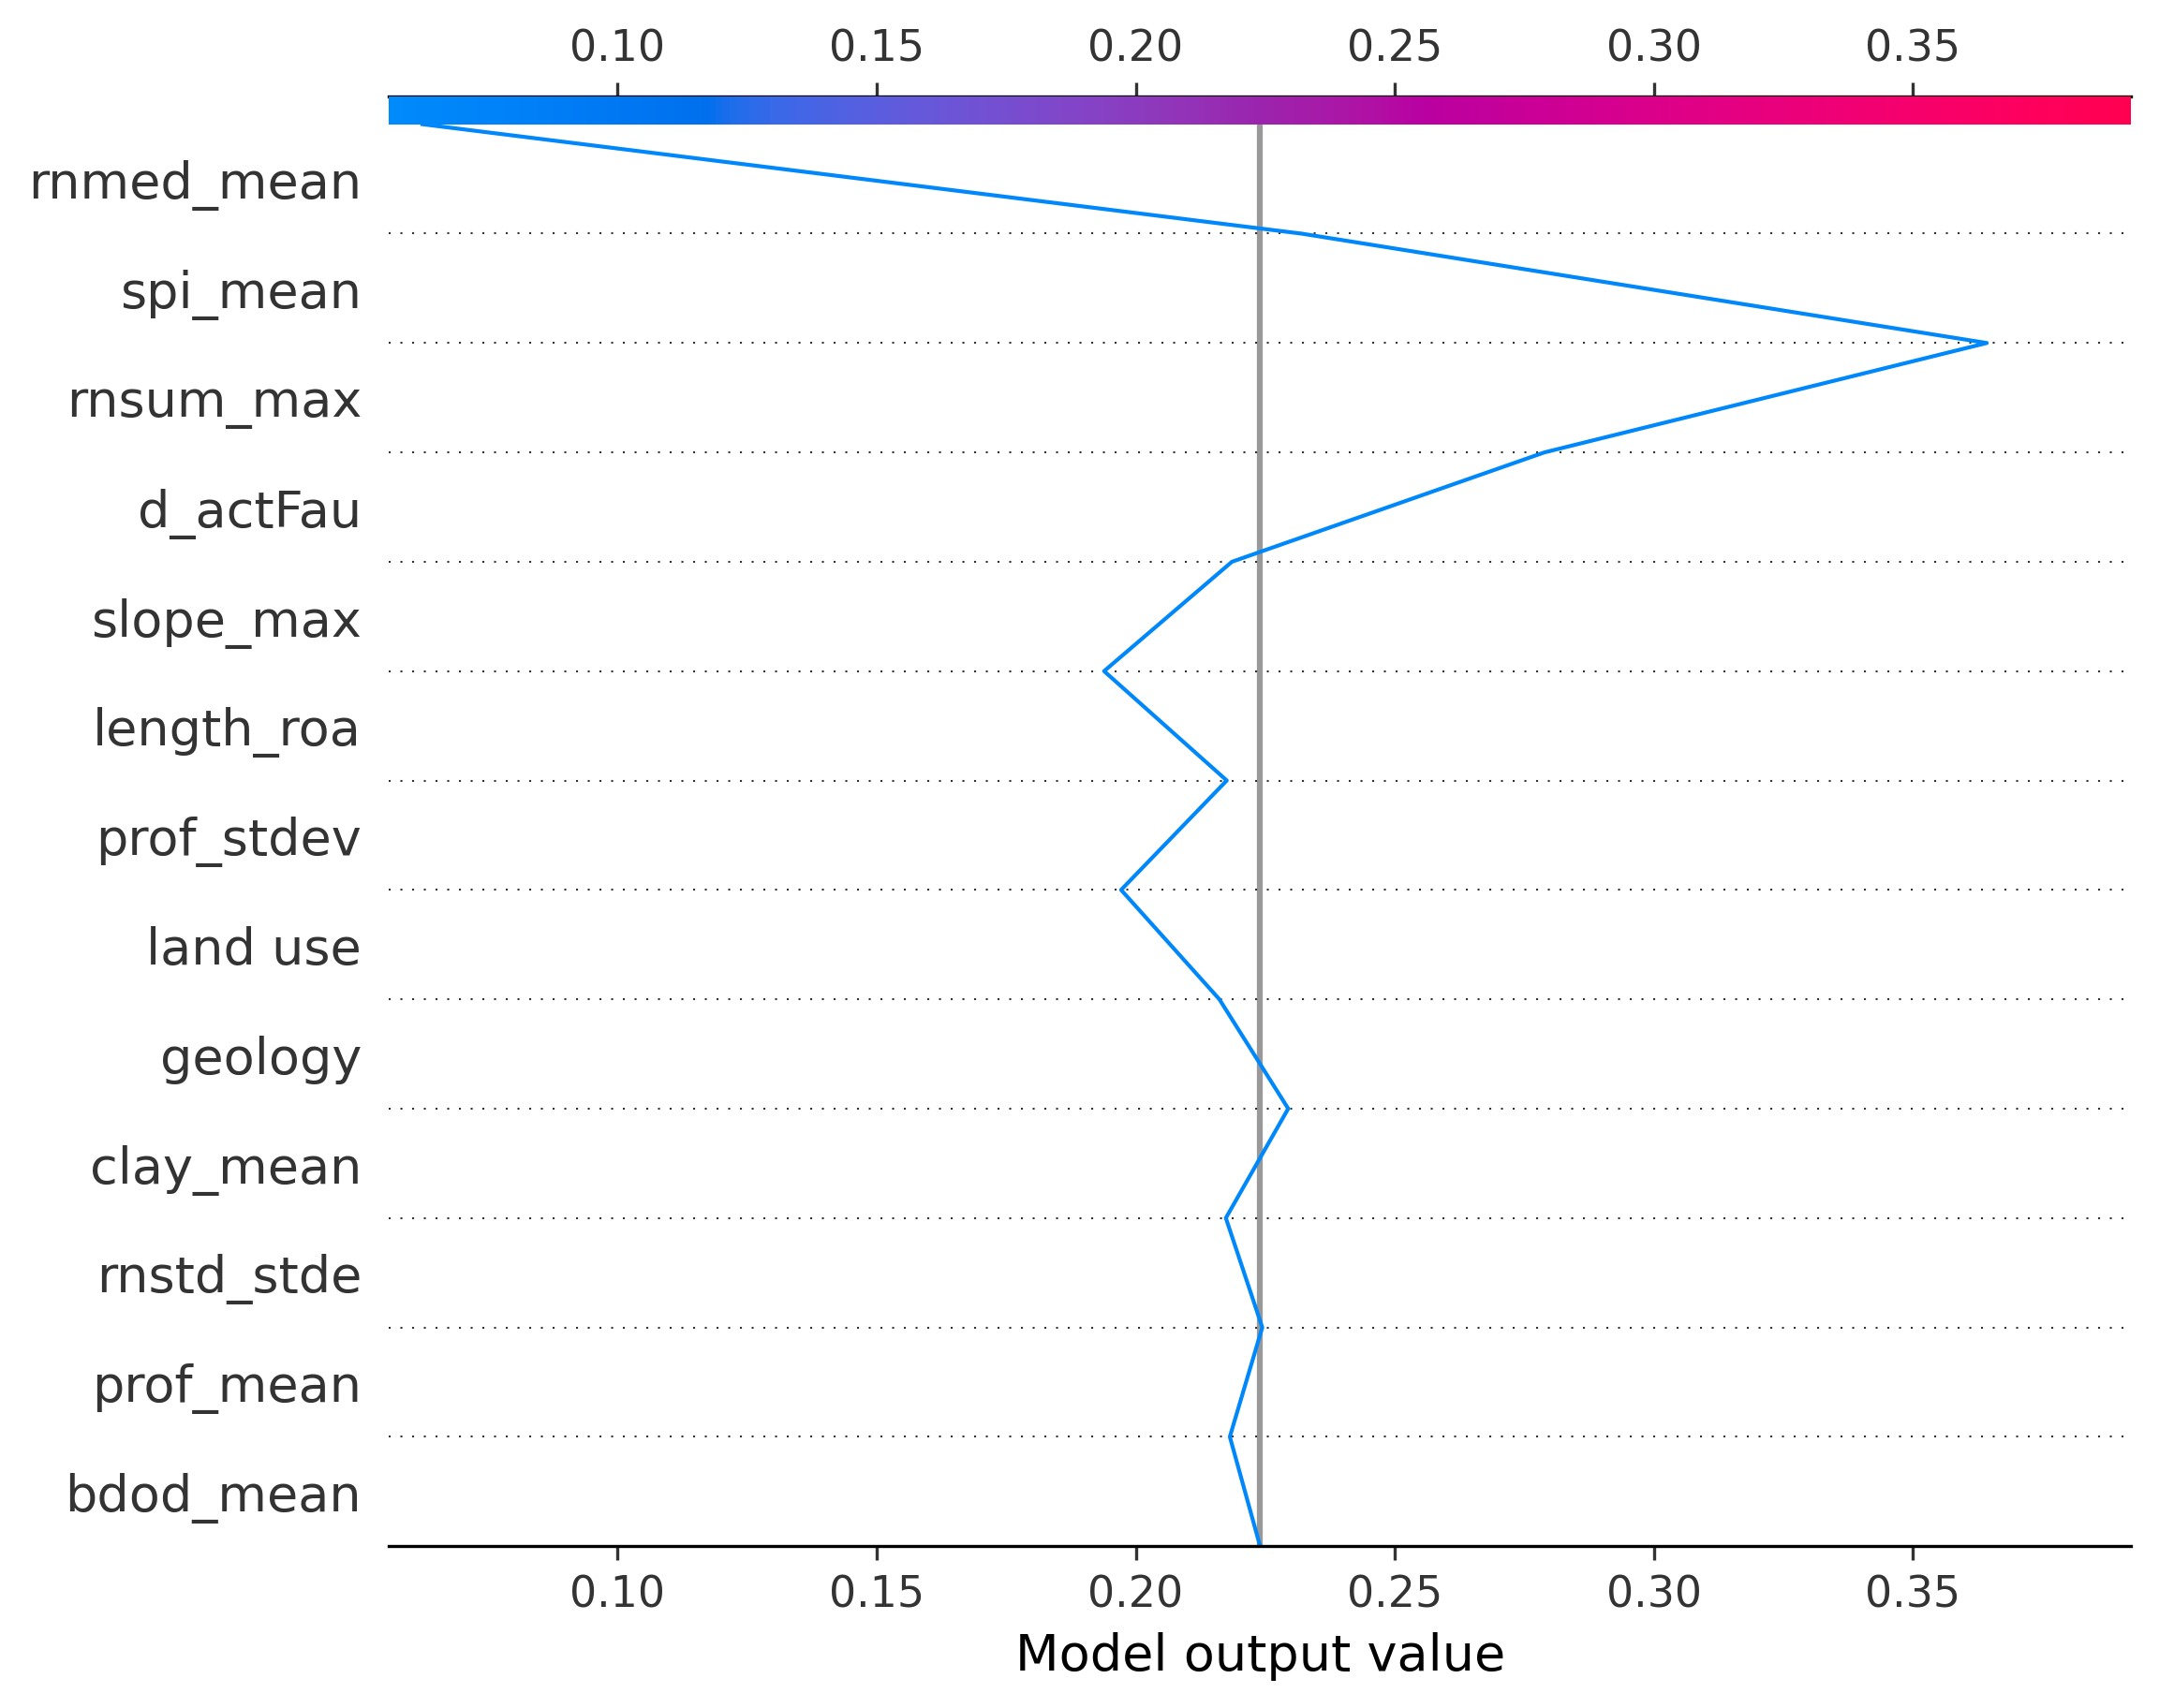 0.10 0.15 0.20 0.25 0.30 0.35
rnmed_mean
spi_mean
rnsum_max
d_actFau
slope_max
length_roa
prof_stdev
land use
geology
clay_mean
rnstd_stde
prof_mean
bdod_mean
0.10 0.15 0.20 0.25 0.30 0.35
Model output value